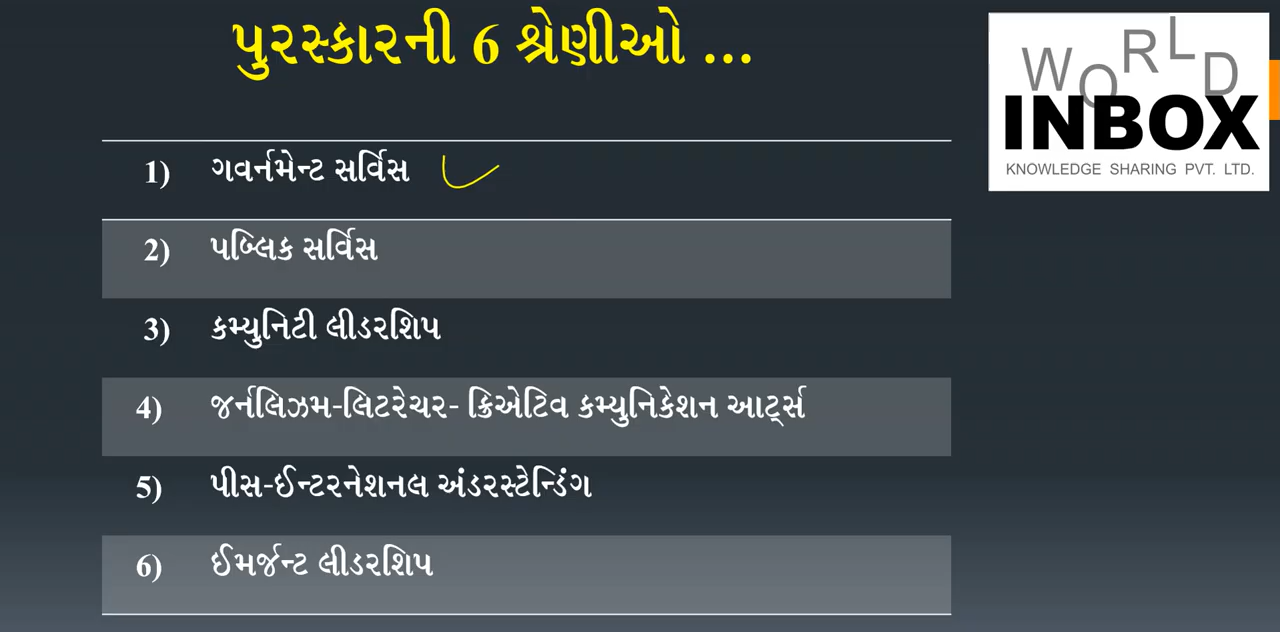 પુરસ્કારની 6 શ્રેણીઓ ...
WORLD
INBOX
KNOWLEDGE SHARING PVT. LTD.
1) ગવર્નમેન્ટ સર્વિસ
2) પબ્લિક સર્વિસ
3) કમ્યુનિટી લીડરશિપ
4) જર્નલિઝમ-લિટરેચર- ક્રિએટિવ કમ્યુનિકેશન આર્ટ્સ
5) પીસ-ઈન્ટરનેશનલ અંડરસ્ટેન્ડિંગ
6) ઈમર્જન્ટ લીડરશિપ